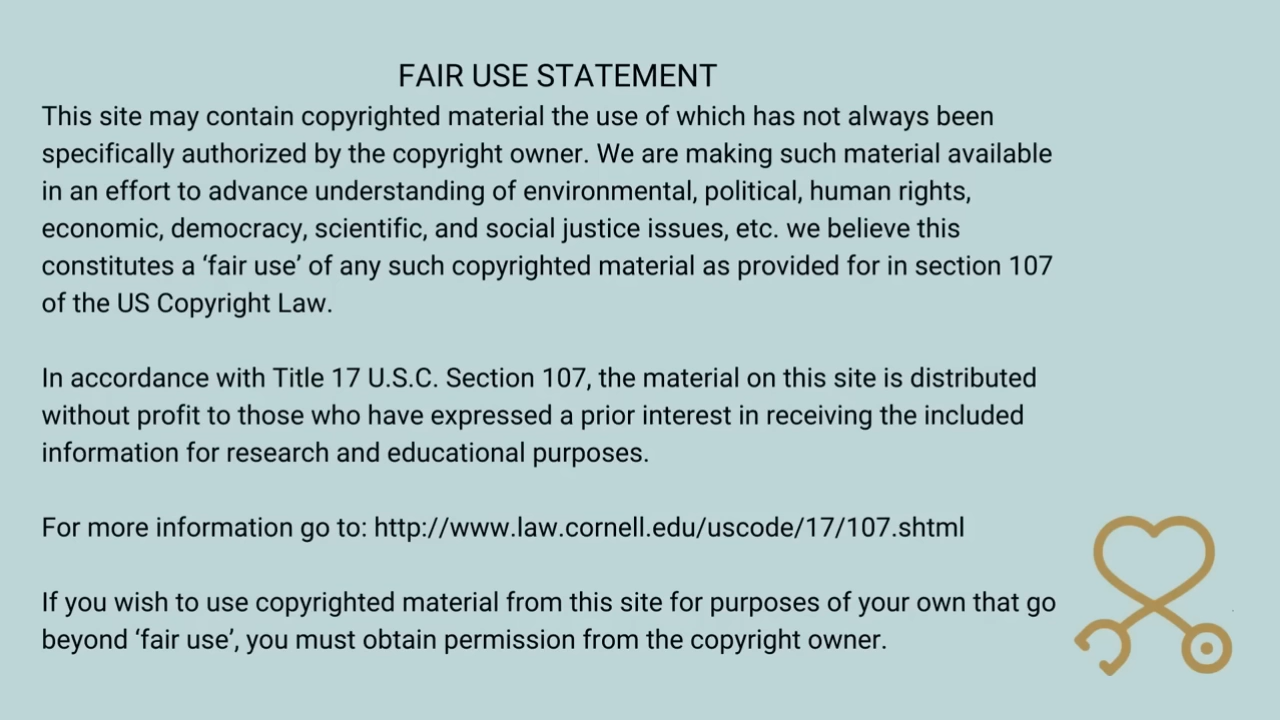 FAIR USE STATEMENT
This site may contain copyrighted material the use of which has not always been
specifically authorized by the copyright owner. We are making such material available
in an effort to advance understanding of environmental, political, human rights,
economic, democracy, scientific, and social justice issues, etc. we believe this
constitutes a ‘fair use’ of any such copyrighted material as provided for in section 107
of the US Copyright Law.
In accordance with Title 17 U.S.C. Section 107, the material on this site is distributed
without profit to those who have expressed a prior interest in receiving the included
information for research and educational purposes.
For more information go to: http://www.law.cornell.edu/uscode/17/107.shtml
If you wish to use copyrighted material from this site for purposes of your own that go
beyond ‘fair use’, you must obtain permission from the copyright owner.